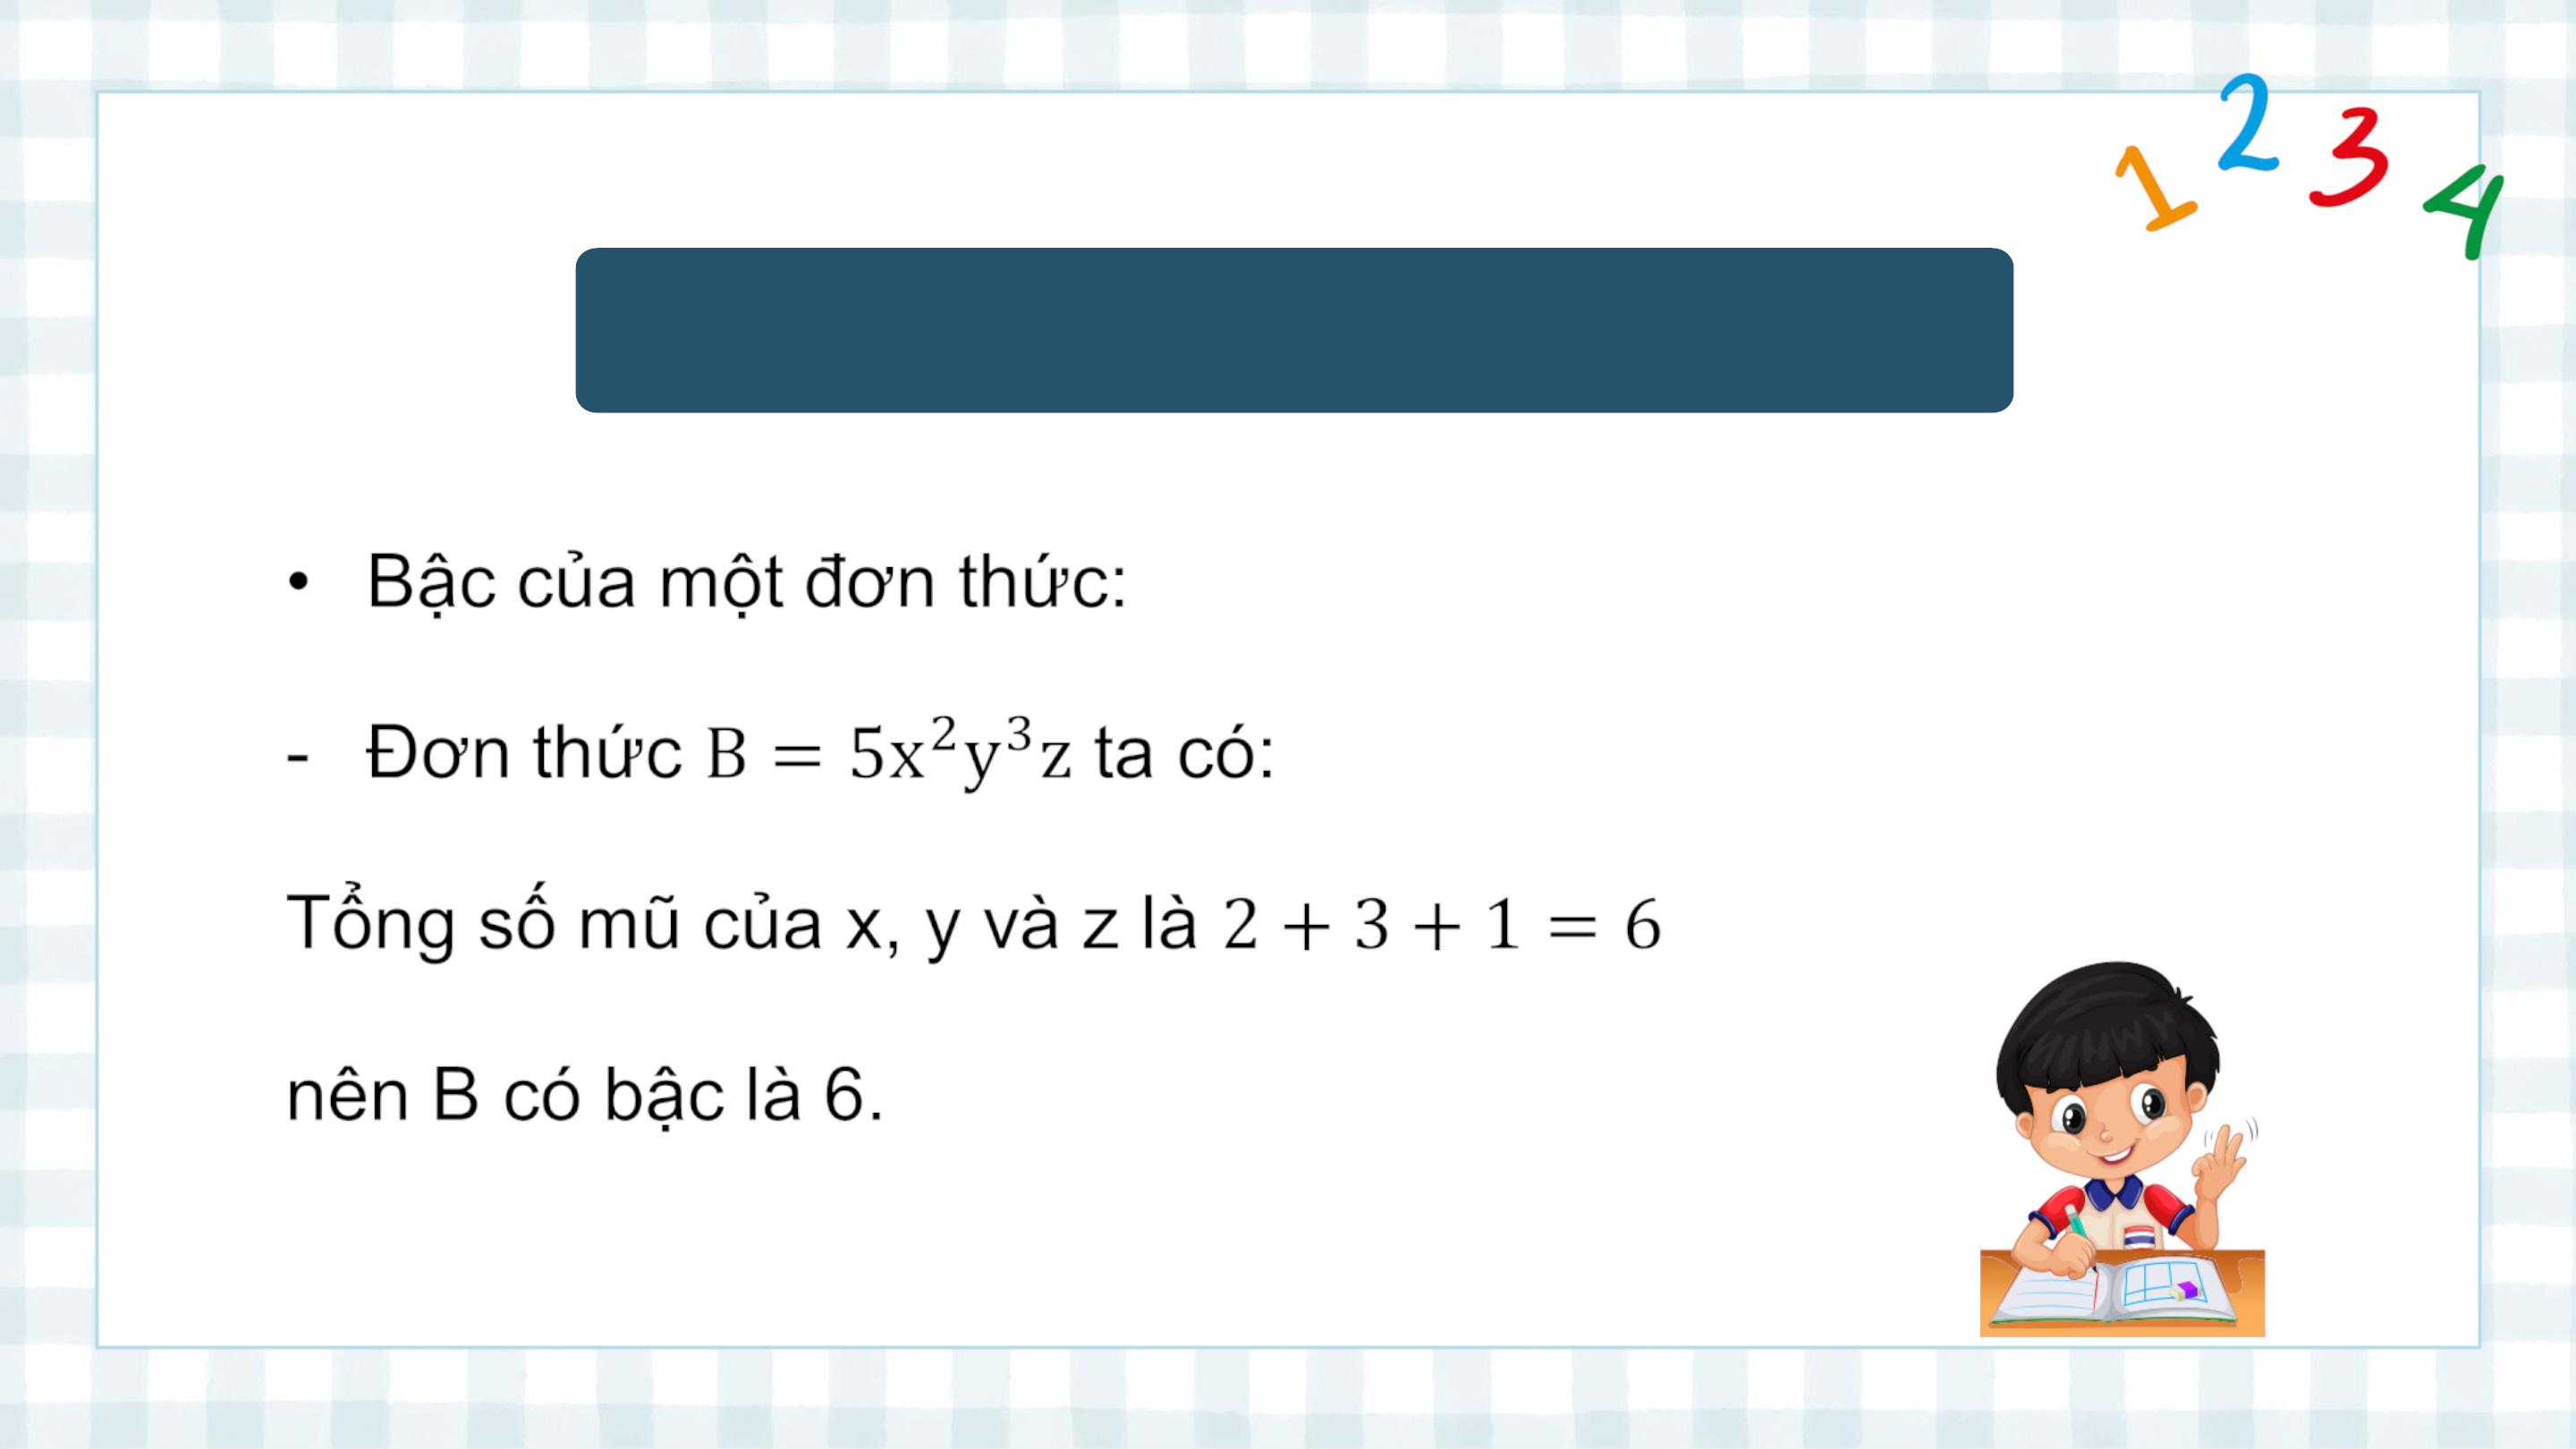 1 2 3 4
• Bậc của một đơn thức:
- Đơn thức B = 5x²y³z ta có:
Tổng số mũ của x, y và z là 2 + 3 + 1 = 6
nên B có bậc là 6.